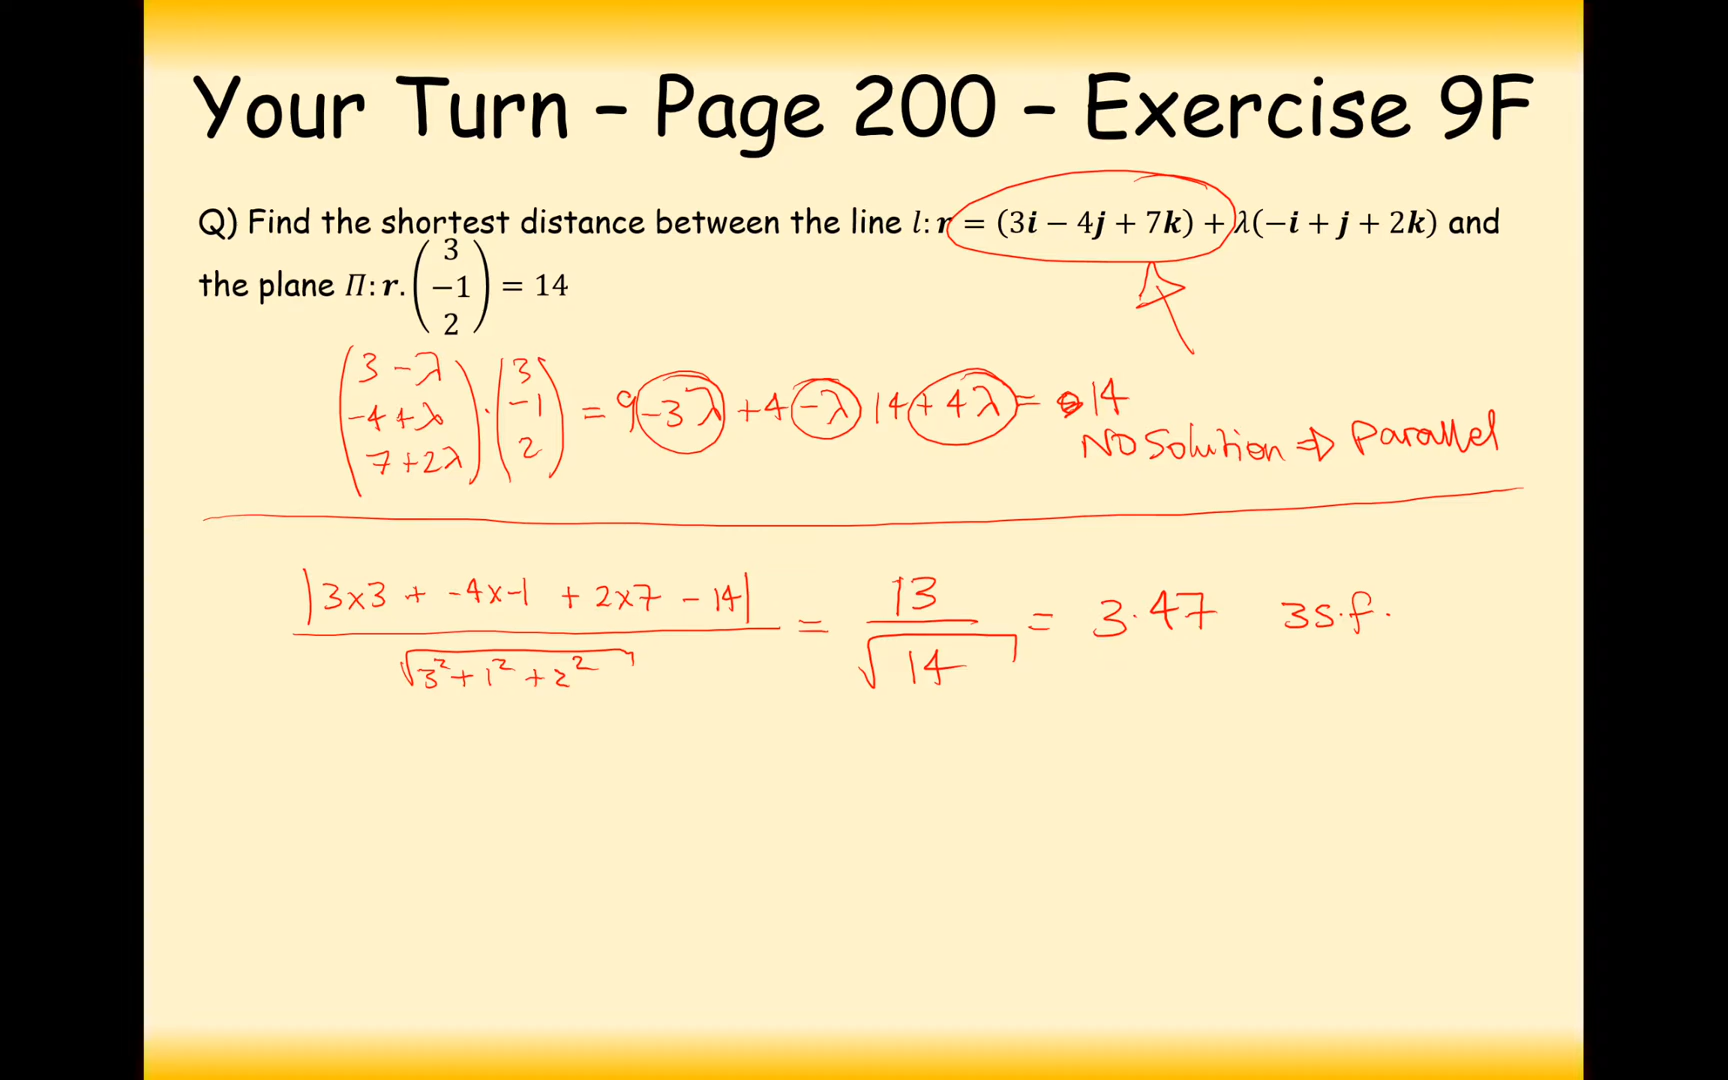 Your Turn – Page 200 – Exercise 9F
Q) Find the shortest distance between the line l: r = (3i − 4j + 7k) + λ(−i + j + 2k) and
the plane Π: r. (3 −1 2) = 14
(3 − λ  −4 + λ  7 + 2λ) · (3 −1 2) = 9 − 3λ + 4 − λ 14 + 4λ = 14
No Solution ⇒ Parallel
|3×3 + -4×-1 + 2×7 − 14| / √(3² + 1² + 2²) = 13 / √14 = 3.47 3s.f.